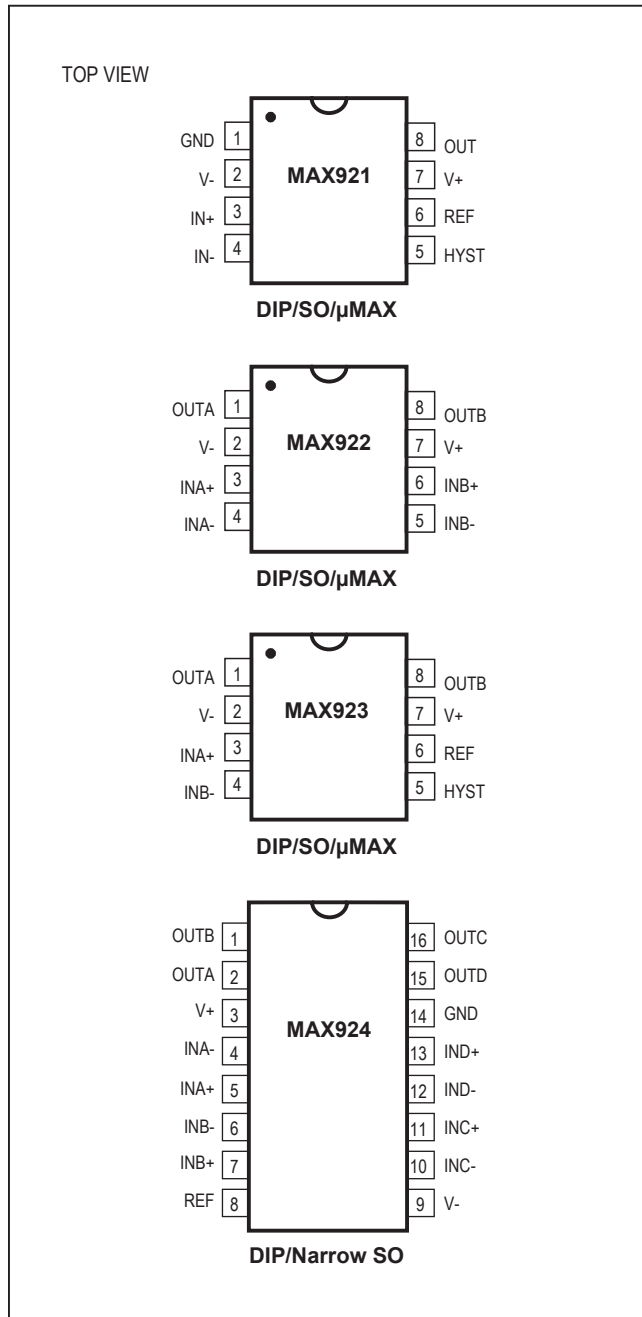 TOP VIEW
GND 1 8 OUT
V- 2 MAX921 7 V+
IN+ 3 6 REF
IN- 4 5 HYST
DIP/SO/µMAX
OUTA 1 8 OUTB
V- 2 MAX922 7 V+
INA+ 3 6 INB+
INA- 4 5 INB-
DIP/SO/µMAX
OUTA 1 8 OUTB
V- 2 MAX923 7 V+
INA+ 3 6 REF
INB- 4 5 HYST
DIP/SO/µMAX
OUTB 1 16 OUTC
OUTA 2 15 OUTD
V+ 3 MAX924 14 GND
INA- 4 13 IND+
INA+ 5 12 IND-
INB- 6 11 INC+
INB+ 7 10 INC-
REF 8 9 V-
DIP/Narrow SO